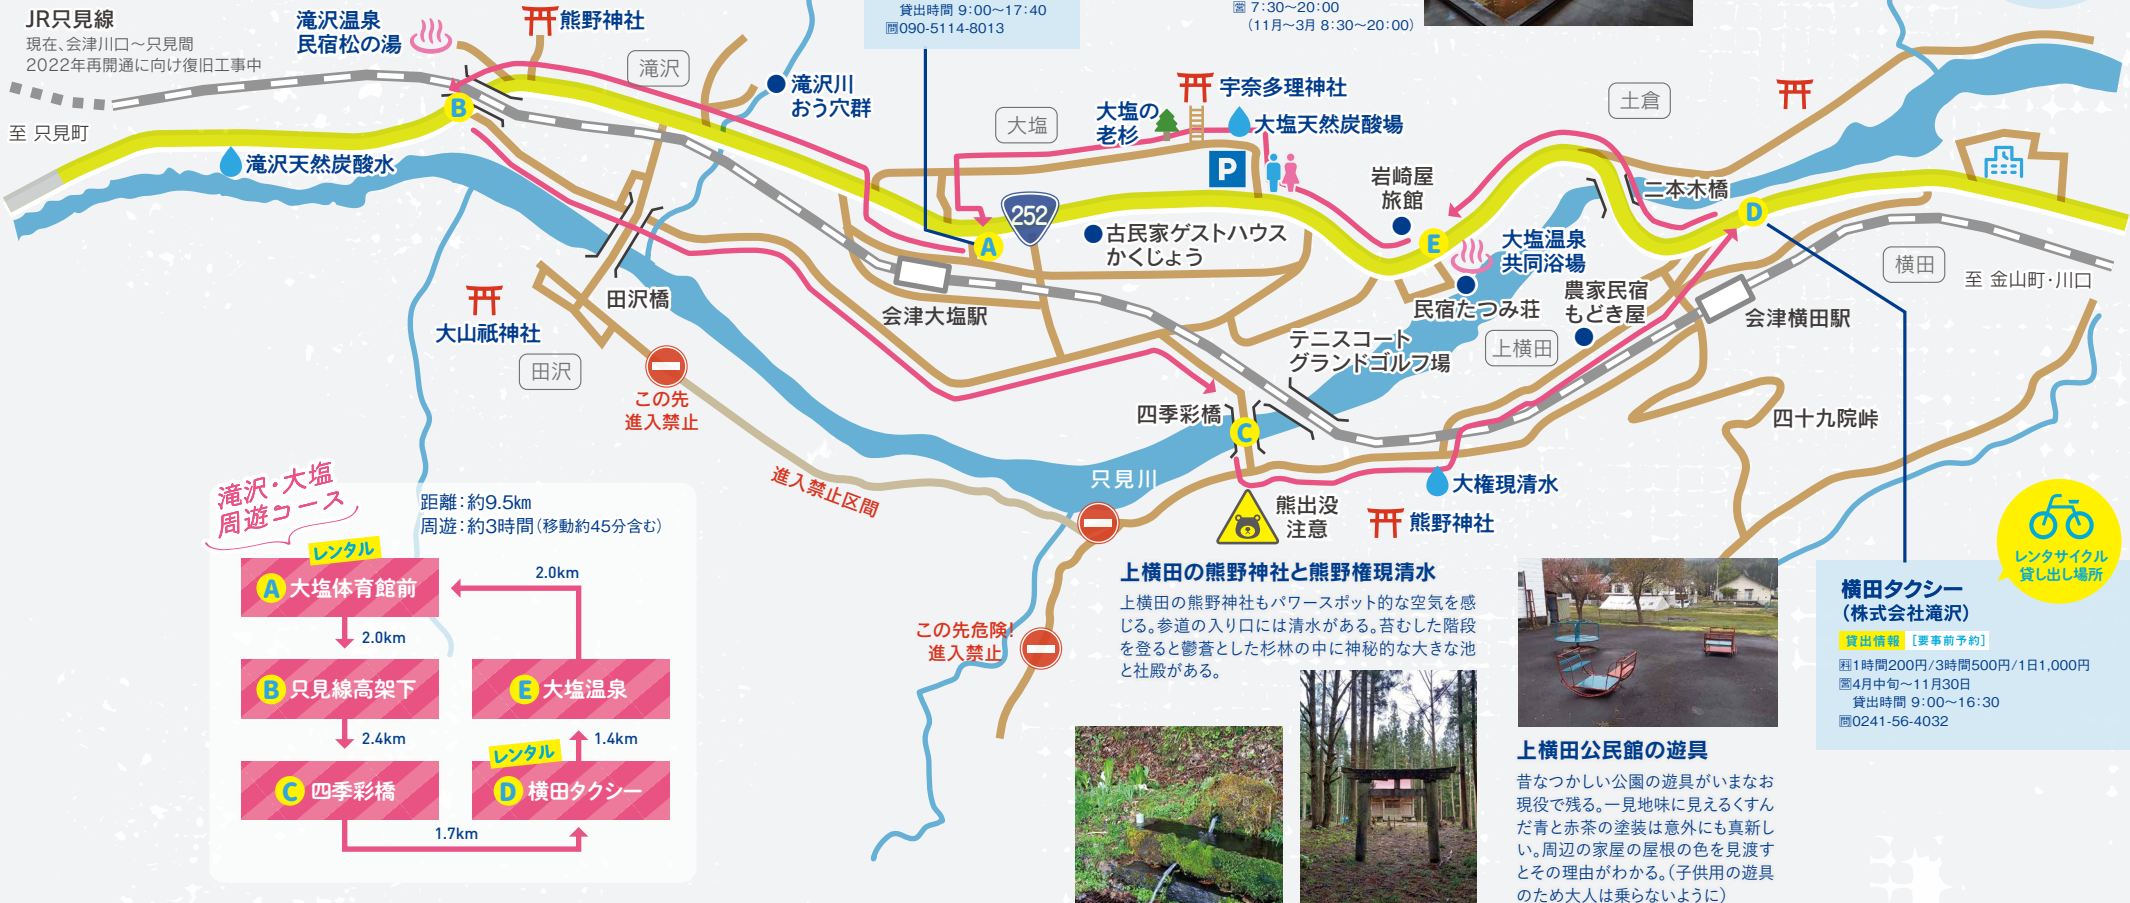 JR只見線
現在、会津川口～只見間
2022年再開通に向け復旧工事中
至 只見町
滝沢温泉
民宿松の湯
熊野神社
滝沢
貸出時間 9:00～17:40
問090-5114-8013
営 7:30～20:00
（11月～3月 8:30～20:00）
滝沢川
おう穴群
大塩
大塩の
老杉
宇奈多理神社
大塩天然炭酸場
P
土倉
B
滝沢天然炭酸水
岩崎屋
旅館
二本木橋
252
A
古民家ゲストハウス
かくじょう
E
大塩温泉
共同浴場
D
横田
至 金山町・川口
田沢橋
大山祇神社
田沢
会津大塩駅
民宿たつみ荘
農家民宿
もどき屋
会津横田駅
上横田
テニスコート
グランドゴルフ場
この先
進入禁止
四季彩橋
C
四十九院峠
進入禁止区間
只見川
大権現清水
熊出没
注意
熊野神社
この先危険!
進入禁止
滝沢・大塩
周遊コース
距離：約9.5km
周遊：約3時間（移動約45分含む）
レンタル
A 大塩体育館前
2.0km
2.0km
B 只見線高架下
E 大塩温泉
2.4km
1.4km
レンタル
C 四季彩橋
D 横田タクシー
1.7km
上横田の熊野神社と熊野権現清水
上横田の熊野神社もパワースポット的な空気を感
じる。参道の入り口には清水がある。苔むした階段
を登ると鬱蒼とした杉林の中に神秘的な大きな池
と社殿がある。
上横田公民館の遊具
昔なつかしい公園の遊具がいまなお
現役で残る。一見地味に見えるくすん
だ青と赤茶の塗装は意外にも真新し
い。周辺の家屋の屋根の色を見渡す
とその理由がわかる。（子供用の遊具
のため大人は乗らないように）
レンタサイクル
貸し出し場所
横田タクシー
（株式会社滝沢）
貸出情報 ［要事前予約］
料1時間200円/3時間500円/1日1,000円
営4月中旬～11月30日
貸出時間 9:00～16:30
問0241-56-4032